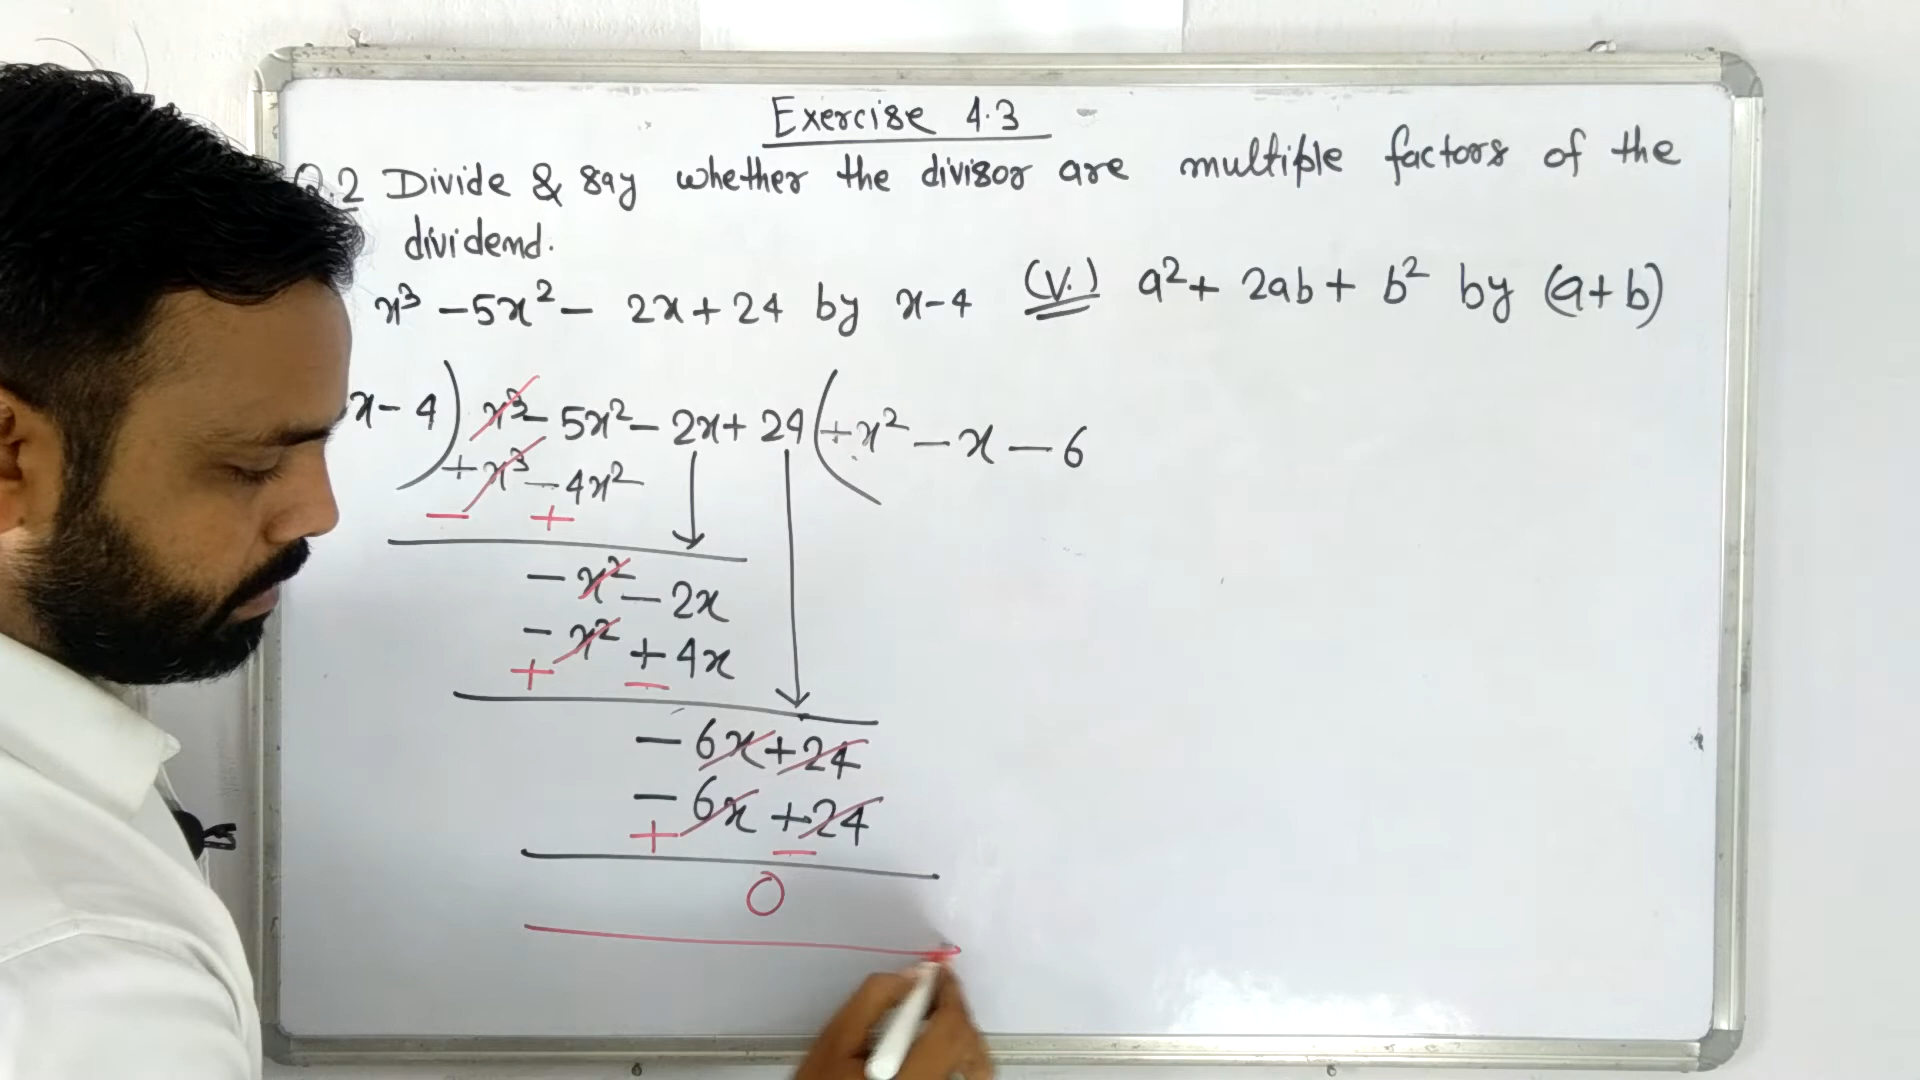 Exercise 4.3
Q.2 Divide & say whether the divisor are multiple factors of the
dividend.
x³ - 5x² - 2x + 24 by x-4
(V.) a² + 2ab + b² by (a+b)
x-4) x³ - 5x² - 2x + 24 (+x² - x - 6
+x³ - 4x²
- +
- x² - 2x
- x² + 4x
+ -
- 6x + 24
- 6x + 24
+ -
0